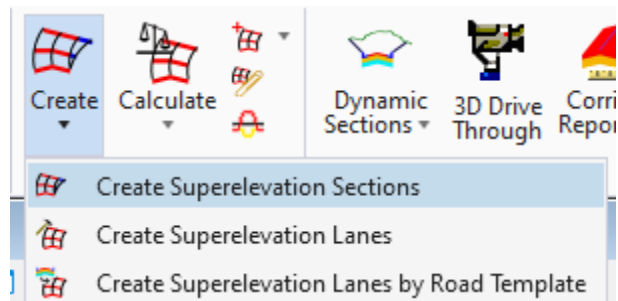 Create
Calculate
Dynamic
Sections
3D Drive
Through
Create Superelevation Sections
Create Superelevation Lanes
Create Superelevation Lanes by Road Template